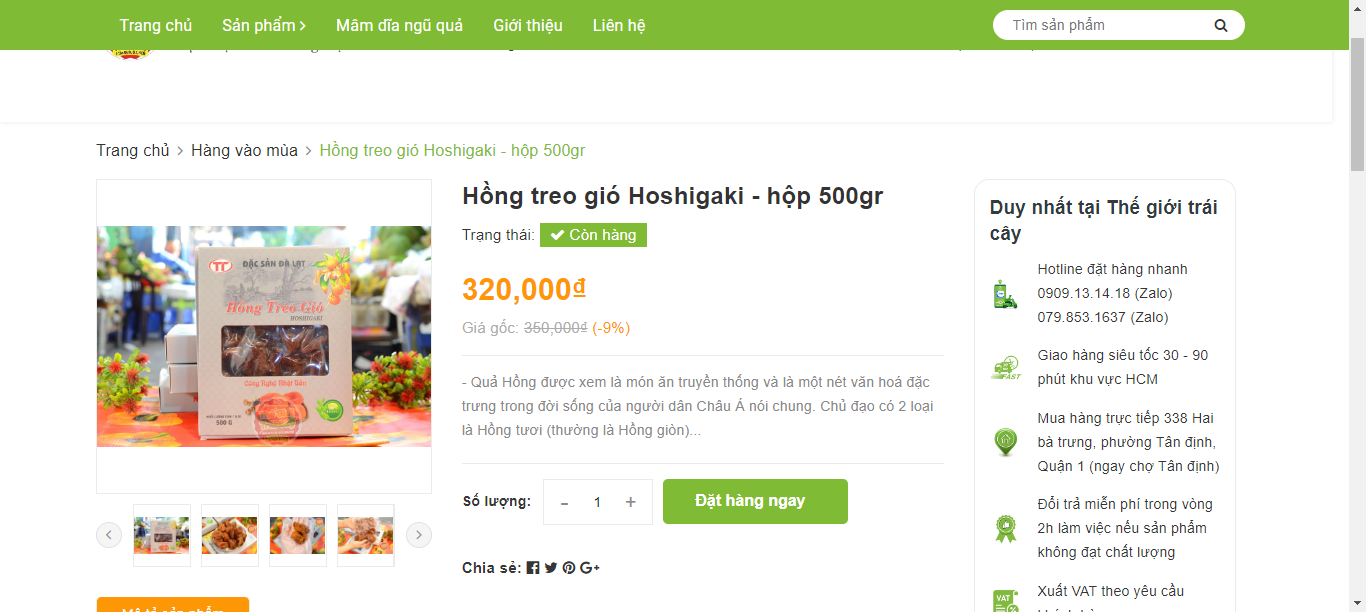 Trang chủ
Sản phẩm
Mâm đĩa ngũ quả
Giới thiệu
Liên hệ
Tìm sản phẩm
Trang chủ > Hàng vào mùa > Hồng treo gió Hoshigaki - hộp 500gr
TT
ĐẶC SẢN ĐÀ LẠT
Hồng Treo Gió
HOSHIGAKI
Công Nghệ Nhật Bản
500 G
Hồng treo gió Hoshigaki - hộp 500gr
Trạng thái: Còn hàng
320,000₫
Giá gốc: 350,000₫ (-9%)
- Quả Hồng được xem là món ăn truyền thống và là một nét văn hoá đặc
trưng trong đời sống của người dân Châu Á nói chung. Chủ đạo có 2 loại
là Hồng tươi (thường là Hồng giòn)...
Số lượng: - 1 +
Đặt hàng ngay
Chia sẻ:
Duy nhất tại Thế giới trái
cây
Hotline đặt hàng nhanh
0909.13.14.18 (Zalo)
079.853.1637 (Zalo)
FAST
Giao hàng siêu tốc 30 - 90
phút khu vực HCM
Mua hàng trực tiếp 338 Hai
bà trưng, phường Tân định,
Quận 1 (ngay chợ Tân định)
Đổi trả miễn phí trong vòng
2h làm việc nếu sản phẩm
không đạt chất lượng
VAT
Xuất VAT theo yêu cầu
Mô tả sản phẩm